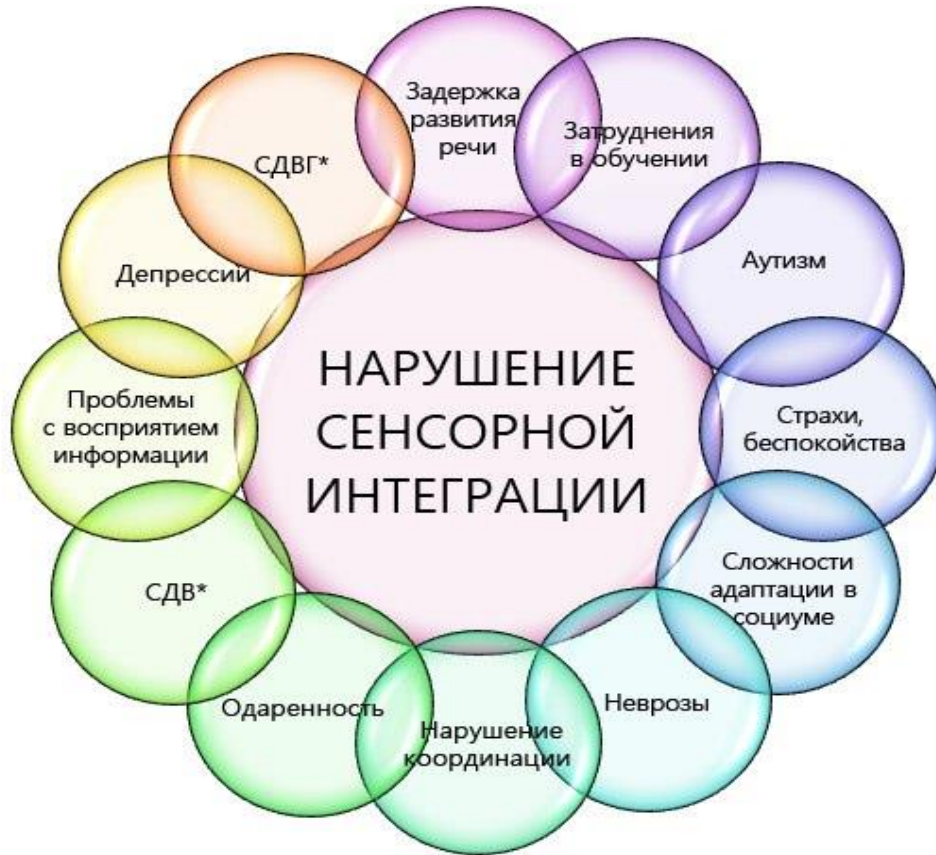 НАРУШЕНИЕ
СЕНСОРНОЙ
ИНТЕГРАЦИИ
Задержка
развития
речи
Затруднения
в обучении
Аутизм
Страхи,
беспокойства
Сложности
адаптации в
социуме
Неврозы
Нарушение
координации
Одаренность
СДВ*
Проблемы
с восприятием
информации
Депрессий
СДВГ*